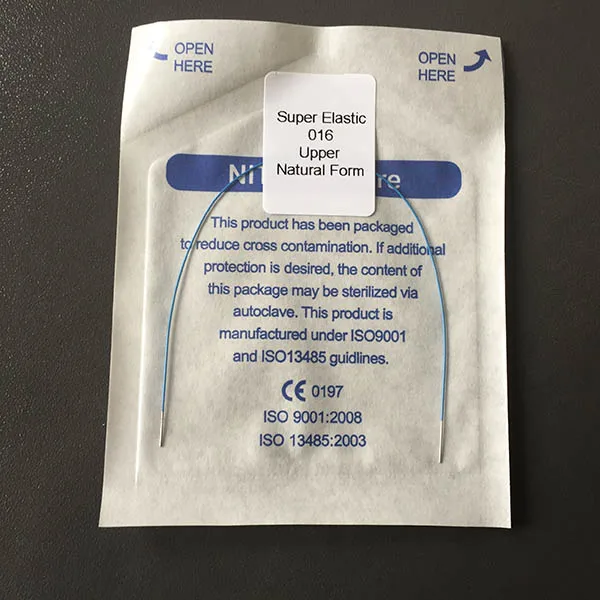 OPEN
HERE
OPEN
HERE
Super Elastic
016
Upper
Natural Form
This product has been packaged
to reduce cross contamination. If additional
protection is desired, the content of
this package may be sterilized via
autoclave. This product is
manufactured under ISO9001
and ISO13485 guidlines.
CE 0197
ISO 9001:2008
ISO 13485:2003